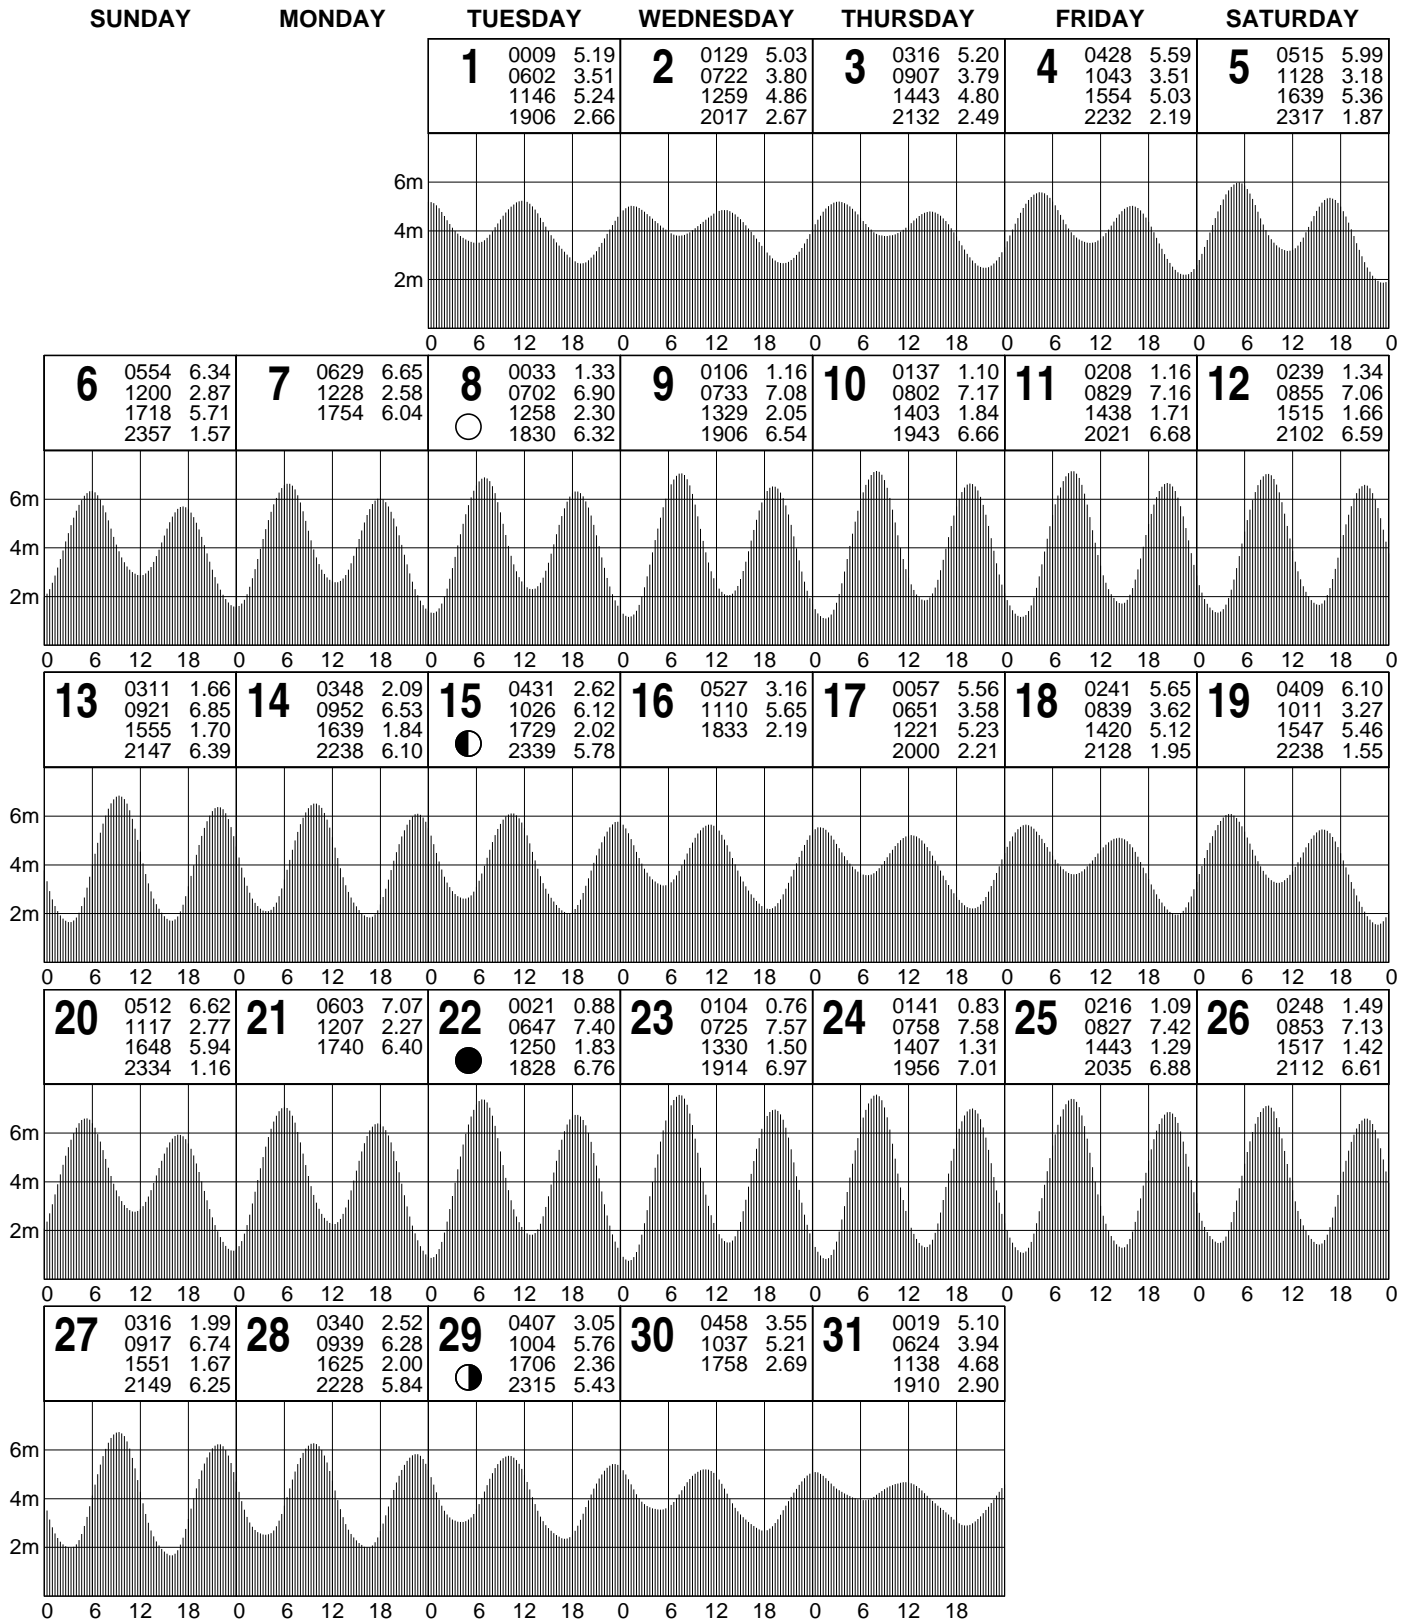 SUNDAY MONDAY TUESDAY WEDNESDAY THURSDAY FRIDAY SATURDAY
1 0009 5.19 2 0129 5.03 3 0316 5.20 4 0428 5.59 5 0515 5.99
0602 3.51 0722 3.80 0907 3.79 1043 3.51 1128 3.18
1146 5.24 1259 4.86 1443 4.80 1554 5.03 1639 5.36
1906 2.66 2017 2.67 2132 2.49 2232 2.19 2317 1.87
6m
4m
2m
0 6 12 18 0 6 12 18 0 6 12 18 0 6 12 18 0 6 12 18 0
6 0554 6.34 7 0629 6.65 8 0033 1.33 9 0106 1.16 10 0137 1.10 11 0208 1.16 12 0239 1.34
1200 2.87 1228 2.58 0702 6.90 0733 7.08 0802 7.17 0829 7.16 0855 7.06
1718 5.71 1754 6.04 1258 2.30 1329 2.05 1403 1.84 1438 1.71 1515 1.66
2357 1.57 1830 6.32 1906 6.54 1943 6.66 2021 6.68 2102 6.59
6m
4m
2m
0 6 12 18 0 6 12 18 0 6 12 18 0 6 12 18 0 6 12 18 0 6 12 18 0 6 12 18 0
13 0311 1.66 14 0348 2.09 15 0431 2.62 16 0527 3.16 17 0057 5.56 18 0241 5.65 19 0409 6.10
0921 6.85 0952 6.53 1026 6.12 1110 5.65 0651 3.58 0839 3.62 1011 3.27
1555 1.70 1639 1.84 1729 2.02 1833 2.19 1221 5.23 1420 5.12 1547 5.46
2147 6.39 2238 6.10 2339 5.78 2000 2.21 2128 1.95 2238 1.55
6m
4m
2m
0 6 12 18 0 6 12 18 0 6 12 18 0 6 12 18 0 6 12 18 0 6 12 18 0 6 12 18 0
20 0512 6.62 21 0603 7.07 22 0021 0.88 23 0104 0.76 24 0141 0.83 25 0216 1.09 26 0248 1.49
1117 2.77 1207 2.27 0647 7.40 0725 7.57 0758 7.58 0827 7.42 0853 7.13
1648 5.94 1740 6.40 1250 1.83 1330 1.50 1407 1.31 1443 1.29 1517 1.42
2334 1.16 1828 6.76 1914 6.97 1956 7.01 2035 6.88 2112 6.61
6m
4m
2m
0 6 12 18 0 6 12 18 0 6 12 18 0 6 12 18 0 6 12 18 0 6 12 18 0 6 12 18 0
27 0316 1.99 28 0340 2.52 29 0407 3.05 30 0458 3.55 31 0019 5.10
0917 6.74 0939 6.28 1004 5.76 1037 5.21 0624 3.94
1551 1.67 1625 2.00 1706 2.36 1758 2.69 1138 4.68
2149 6.25 2228 5.84 2315 5.43 1910 2.90
6m
4m
2m
0 6 12 18 0 6 12 18 0 6 12 18 0 6 12 18 0 6 12 18